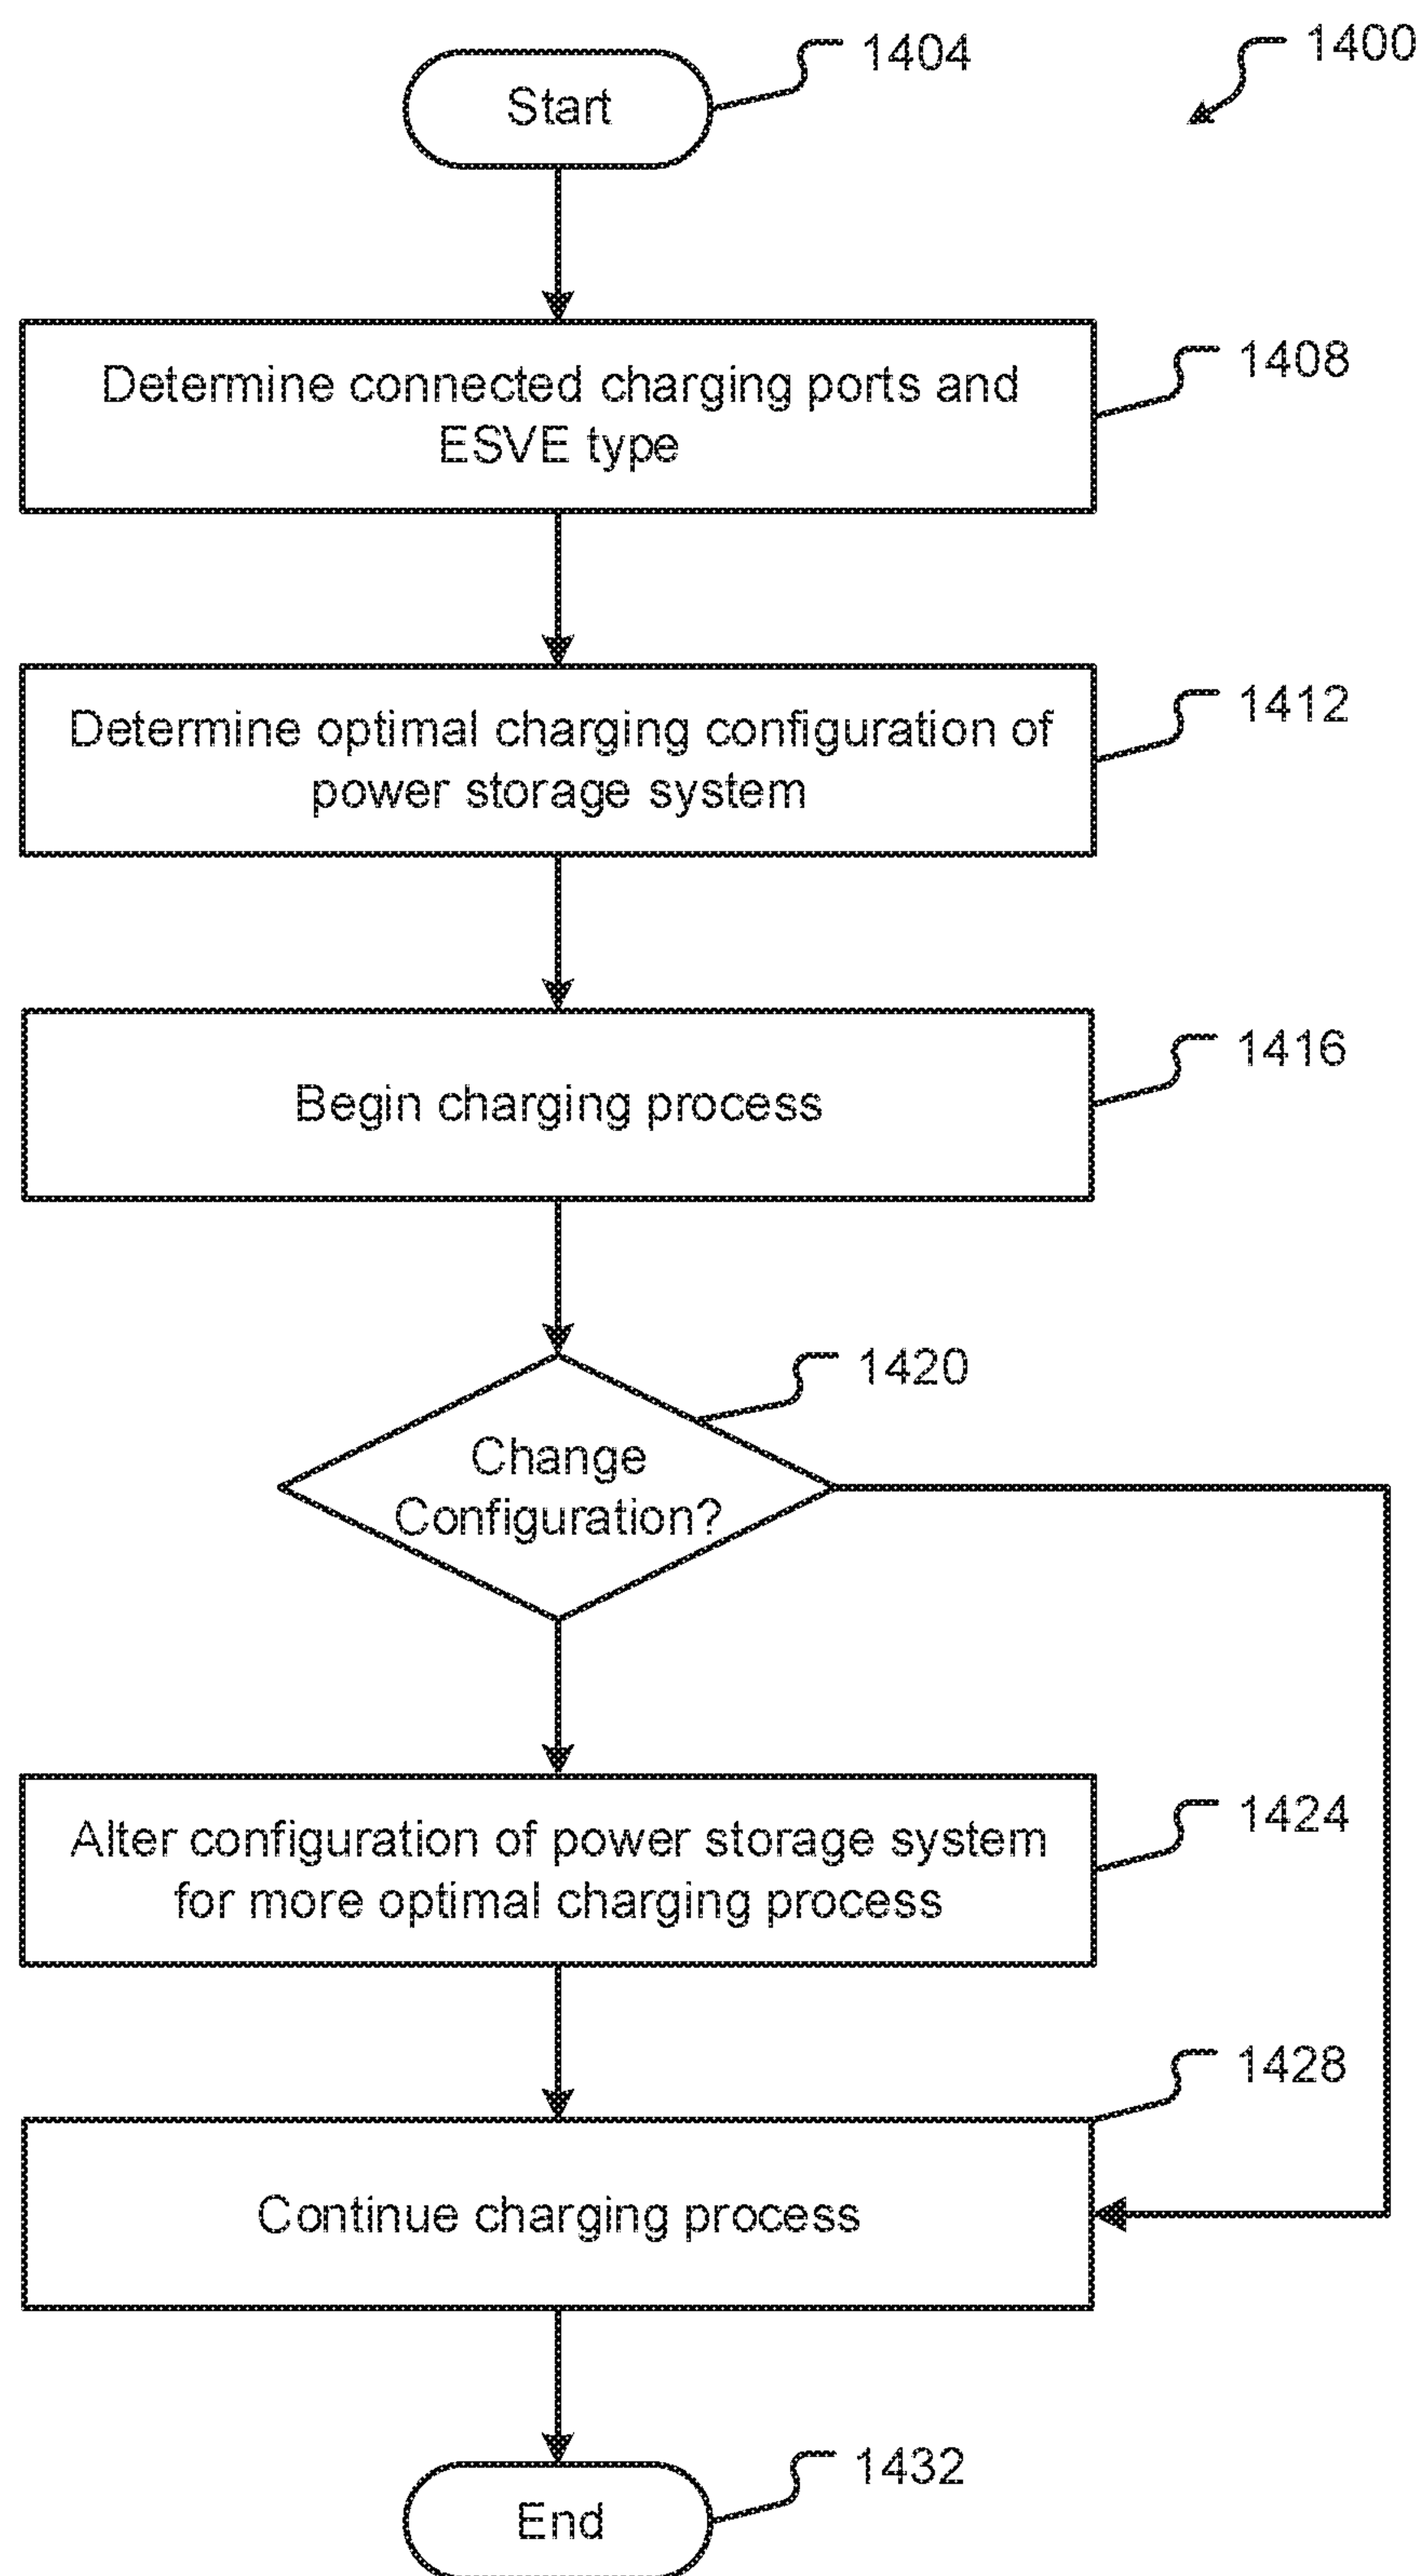 1404
1400
Start
Determine connected charging ports and
ESVE type
1408
Determine optimal charging configuration of
power storage system
1412
Begin charging process
1416
1420
Change
Configuration?
Alter configuration of power storage system
for more optimal charging process
1424
1428
Continue charging process
1432
End